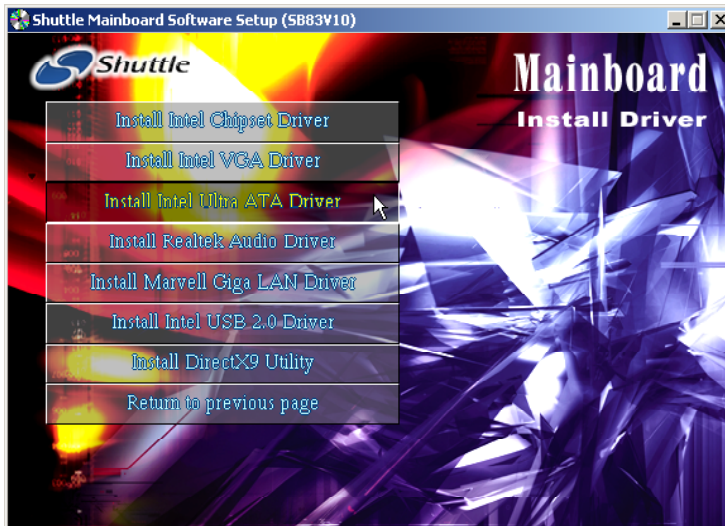 Shuttle Mainboard Software Setup (SB83V10)
Shuttle
Mainboard
Install Driver
Install Intel Chipset Driver
Install Intel VGA Driver
Install Intel Ultra ATA Driver
Install Realtek Audio Driver
Install Marvell Giga LAN Driver
Install Intel USB 2.0 Driver
Install DirectX9 Utility
Return to previous page